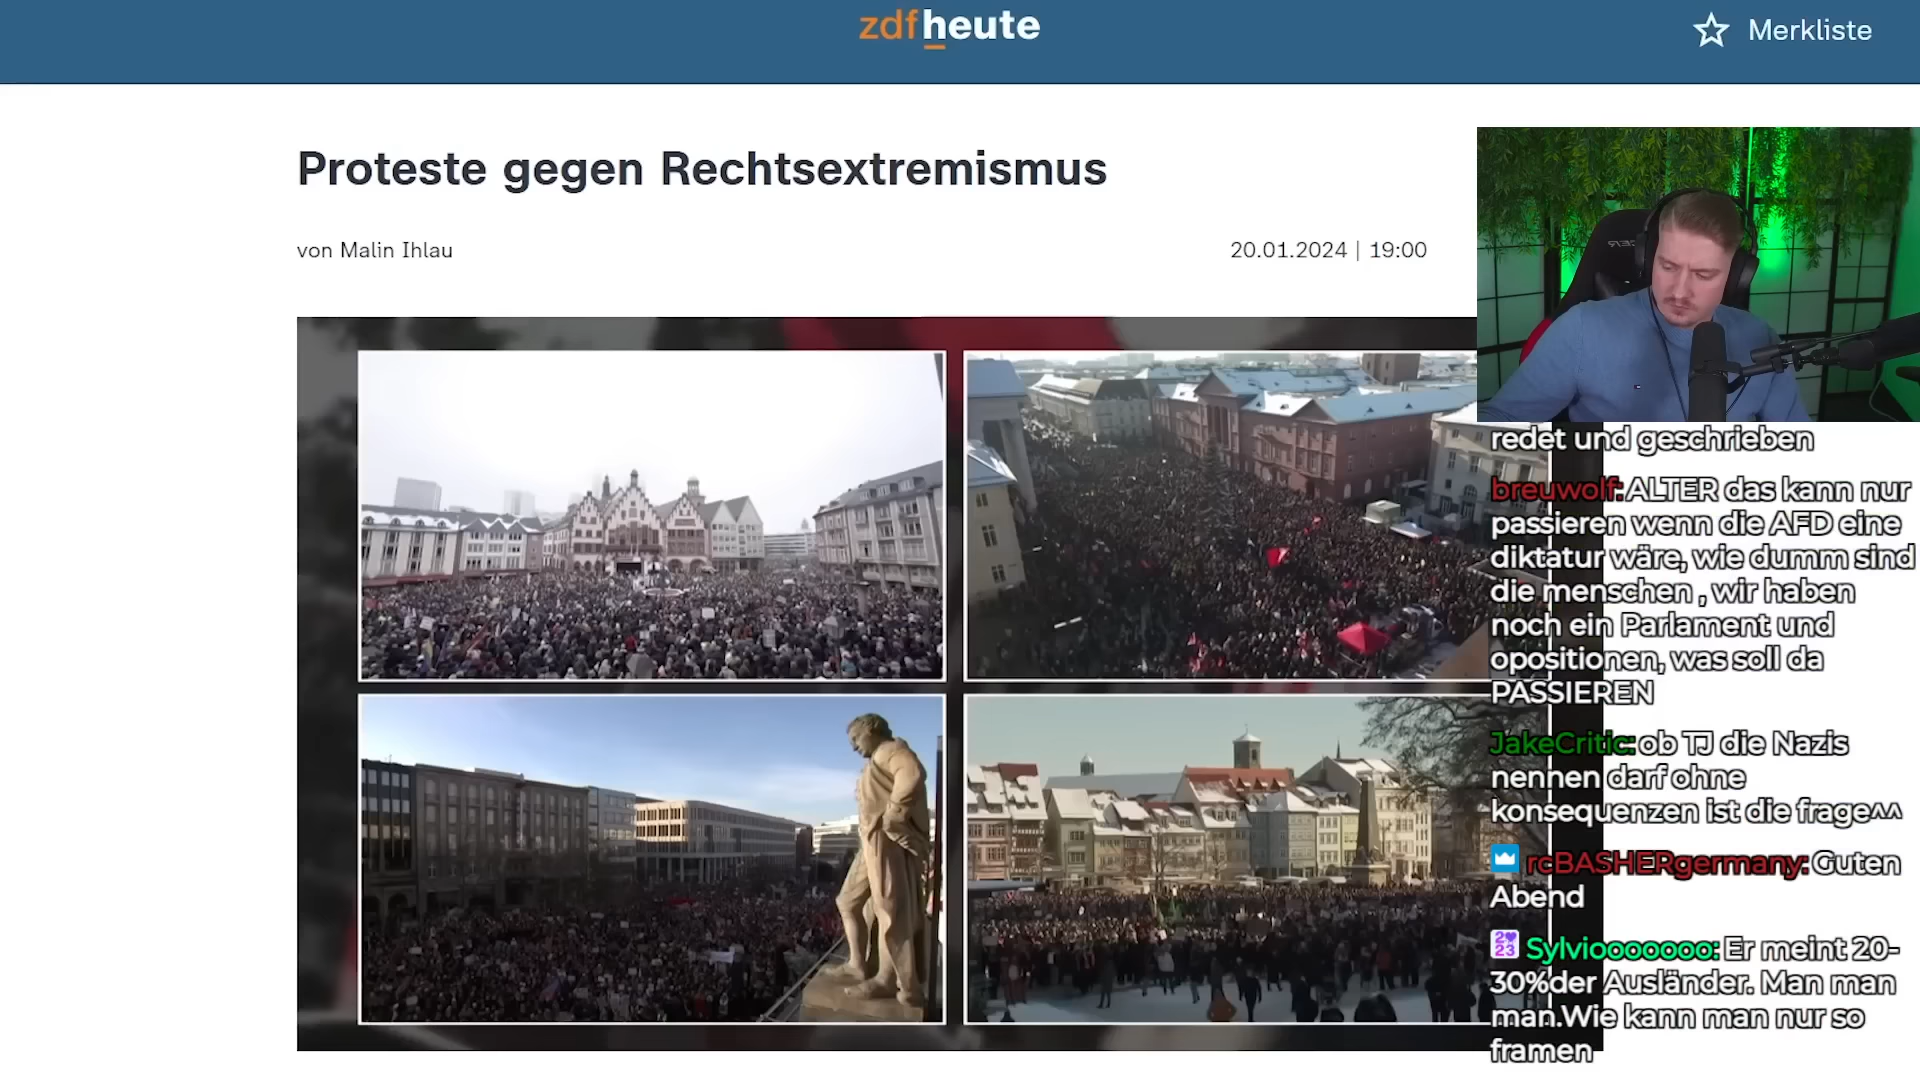 zdfheute
Merkliste
Proteste gegen Rechtsextremismus
von Malin Ihlau
20.01.2024 | 19:00
redet und geschrieben
breuwolf: ALTER das kann nur
passieren wenn die AFD eine
diktatur wäre, wie dumm sind
die menschen , wir haben
noch ein Parlament und
opositionen, was soll da
PASSIEREN
JakeCritic: ob TJ die Nazis
nennen darf ohne
konsequenzen ist die frage^^
rcBASHERgermany: Guten
Abend
2023
Sylviooooooo: Er meint 20-
30%der Ausländer. Man man
man.Wie kann man nur so
framen